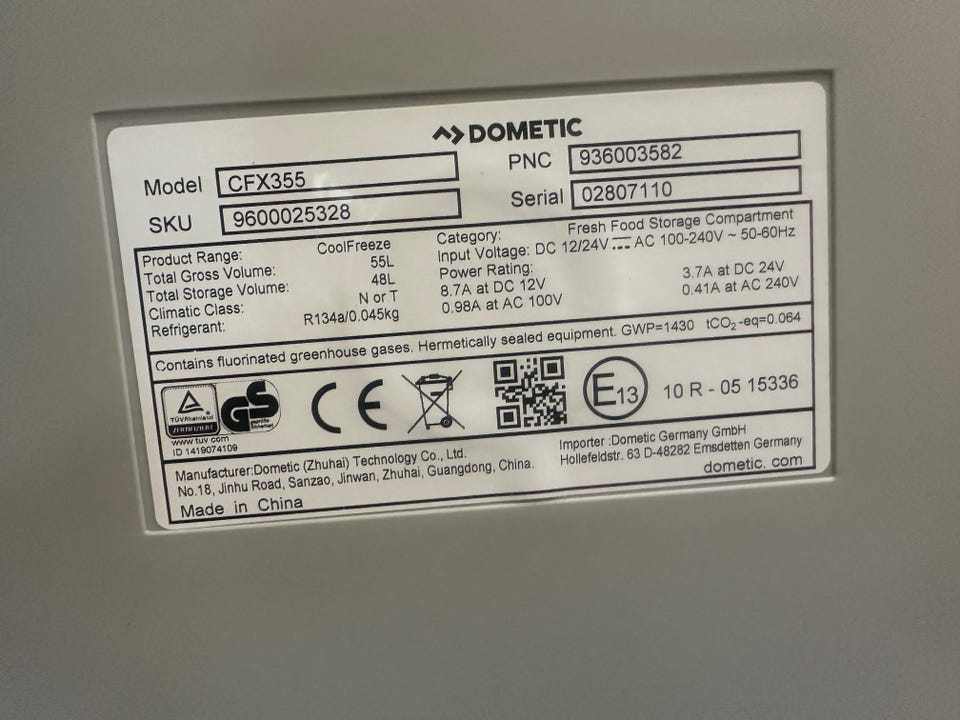 DOMETIC
Model CFX355 PNC 936003582
SKU 9600025328 Serial 02807110
Product Range: CoolFreeze Category: Fresh Food Storage Compartment
Total Gross Volume: 55L Input Voltage: DC 12/24V ⎓ AC 100-240V ~ 50-60Hz
Total Storage Volume: 48L Power Rating:
Climatic Class: N or T 8.7A at DC 12V 3.7A at DC 24V
Refrigerant: R134a/0.045kg 0.98A at AC 100V 0.41A at AC 240V
Contains fluorinated greenhouse gases. Hermetically sealed equipment. GWP=1430 tCO₂-eq=0.064
TÜVRheinland®
ZERTIFIZIERT
GS
geprüfte
Sicherheit
CE
E13 10 R - 05 15336
www tuv com
ID 1419074109
Manufacturer:Dometic (Zhuhai) Technology Co., Ltd.
No.18, Jinhu Road, Sanzao, Jinwan, Zhuhai, Guangdong, China.
Made in China
Importer :Dometic Germany GmbH
Hollefeldstr. 63 D-48282 Emsdetten Germany
dometic. com